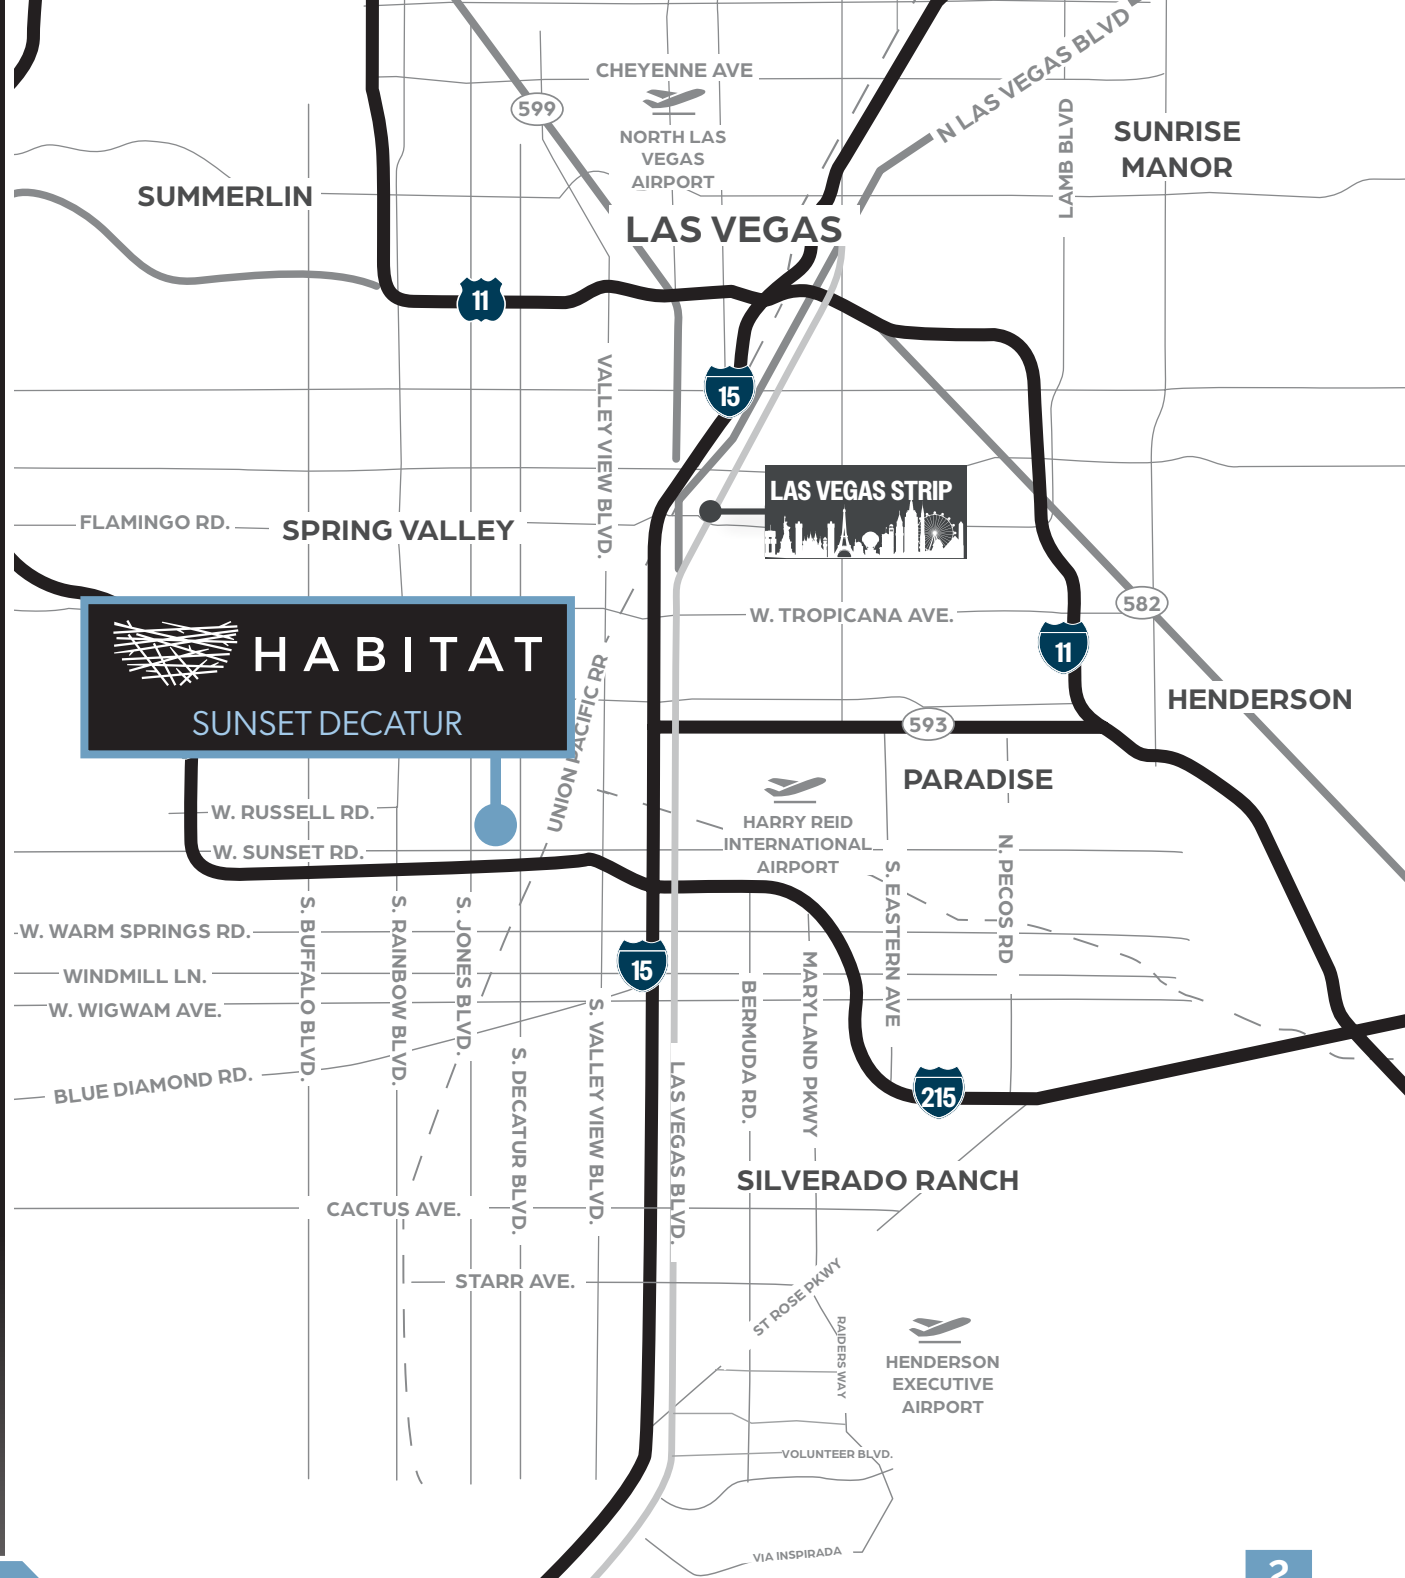 CHEYENNE AVE
599
NORTH LAS
VEGAS
AIRPORT
N LAS VEGAS BLVD
LAMB BLVD
SUNRISE
MANOR
SUMMERLIN
LAS VEGAS
11
15
VALLEY VIEW BLVD.
LAS VEGAS STRIP
FLAMINGO RD.
SPRING VALLEY
582
W. TROPICANA AVE.
11
HABITAT
SUNSET DECATUR
UNION PACIFIC RR
HENDERSON
593
PARADISE
W. RUSSELL RD.
HARRY REID
INTERNATIONAL
AIRPORT
W. SUNSET RD.
N. PECOS RD
S. EASTERN AVE
S. BUFFALO BLVD.
S. RAINBOW BLVD.
S. JONES BLVD.
W. WARM SPRINGS RD.
15
WINDMILL LN.
W. WIGWAM AVE.
MARYLAND PKWY
BERMUDA RD.
S. VALLEY VIEW BLVD.
S. DECATUR BLVD.
LAS VEGAS BLVD.
BLUE DIAMOND RD.
215
SILVERADO RANCH
CACTUS AVE.
STARR AVE.
ST ROSE PKWY
RAIDERS WAY
HENDERSON
EXECUTIVE
AIRPORT
VOLUNTEER BLVD.
VIA INSPIRADA
2